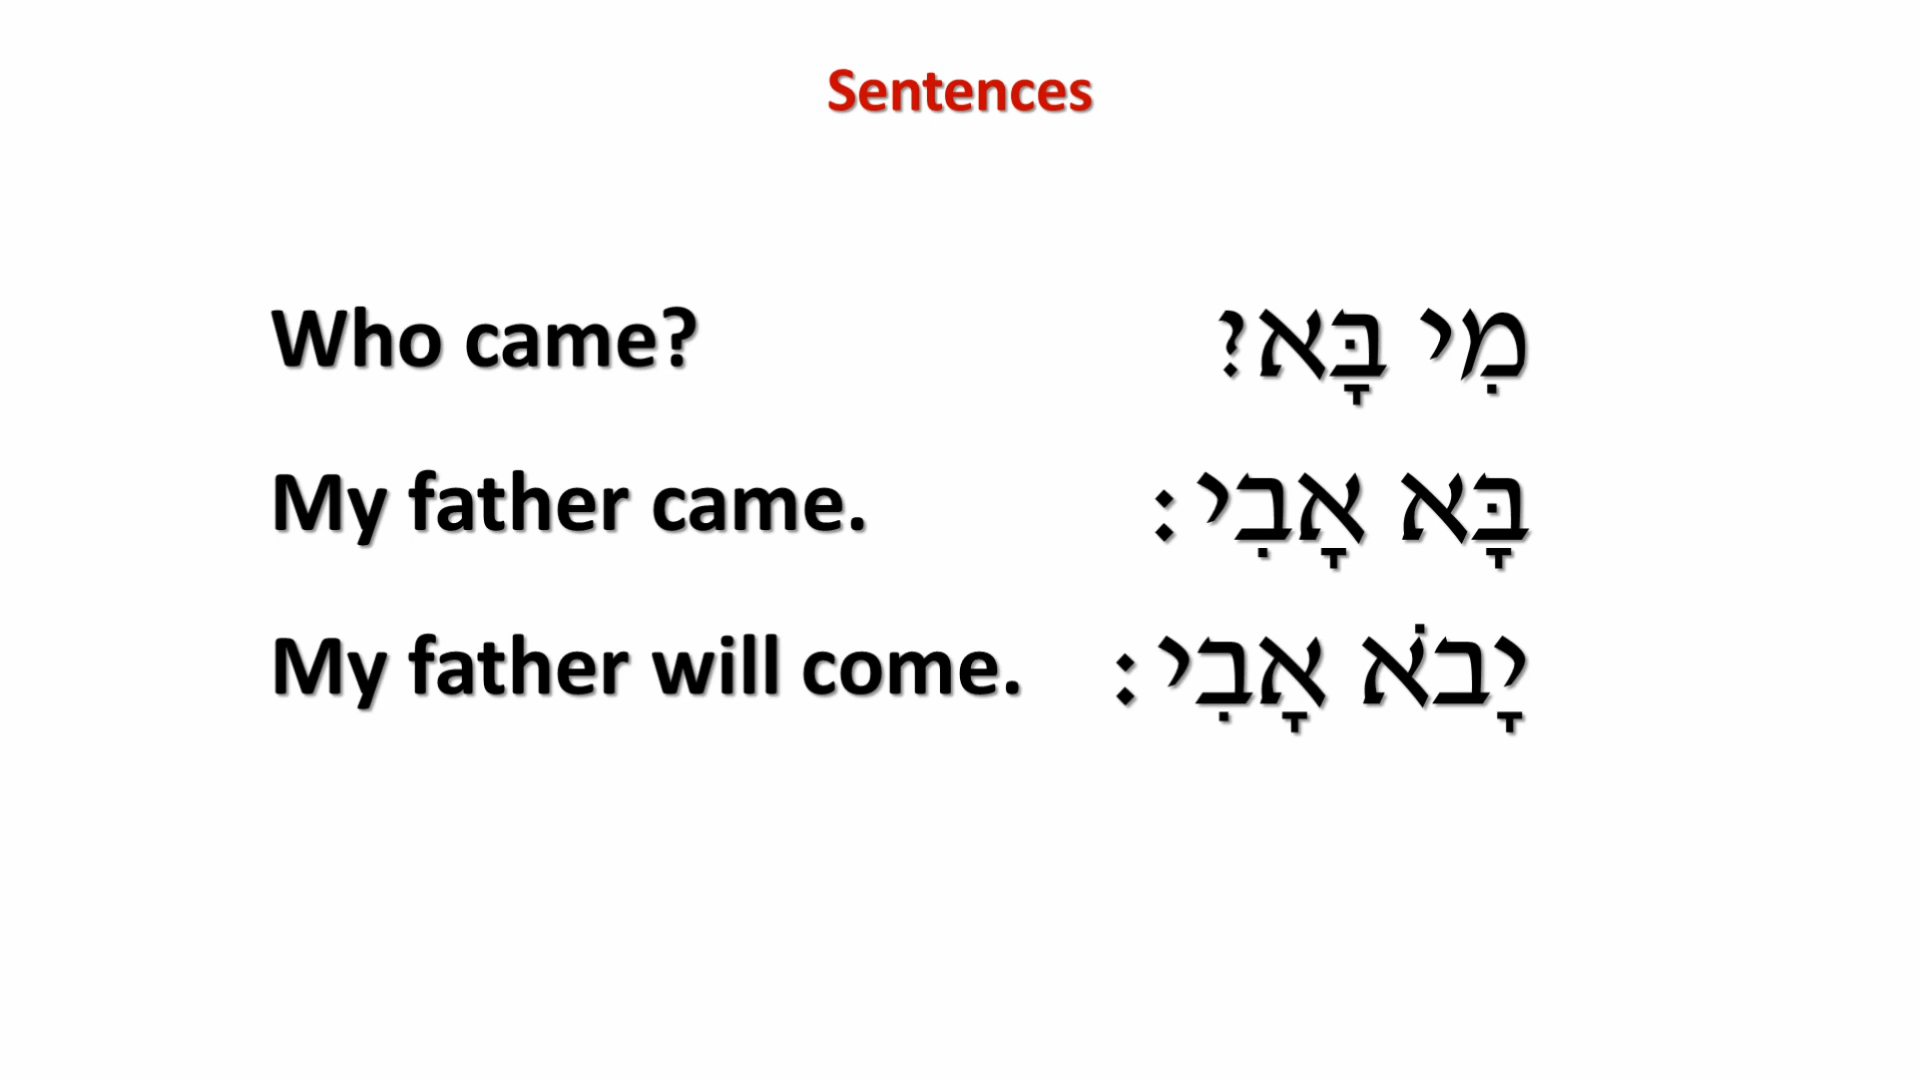 Sentences
Who came? מִי בָּא?
My father came. בָּא אָבִי׃
My father will come. יָבֹא אָבִי׃